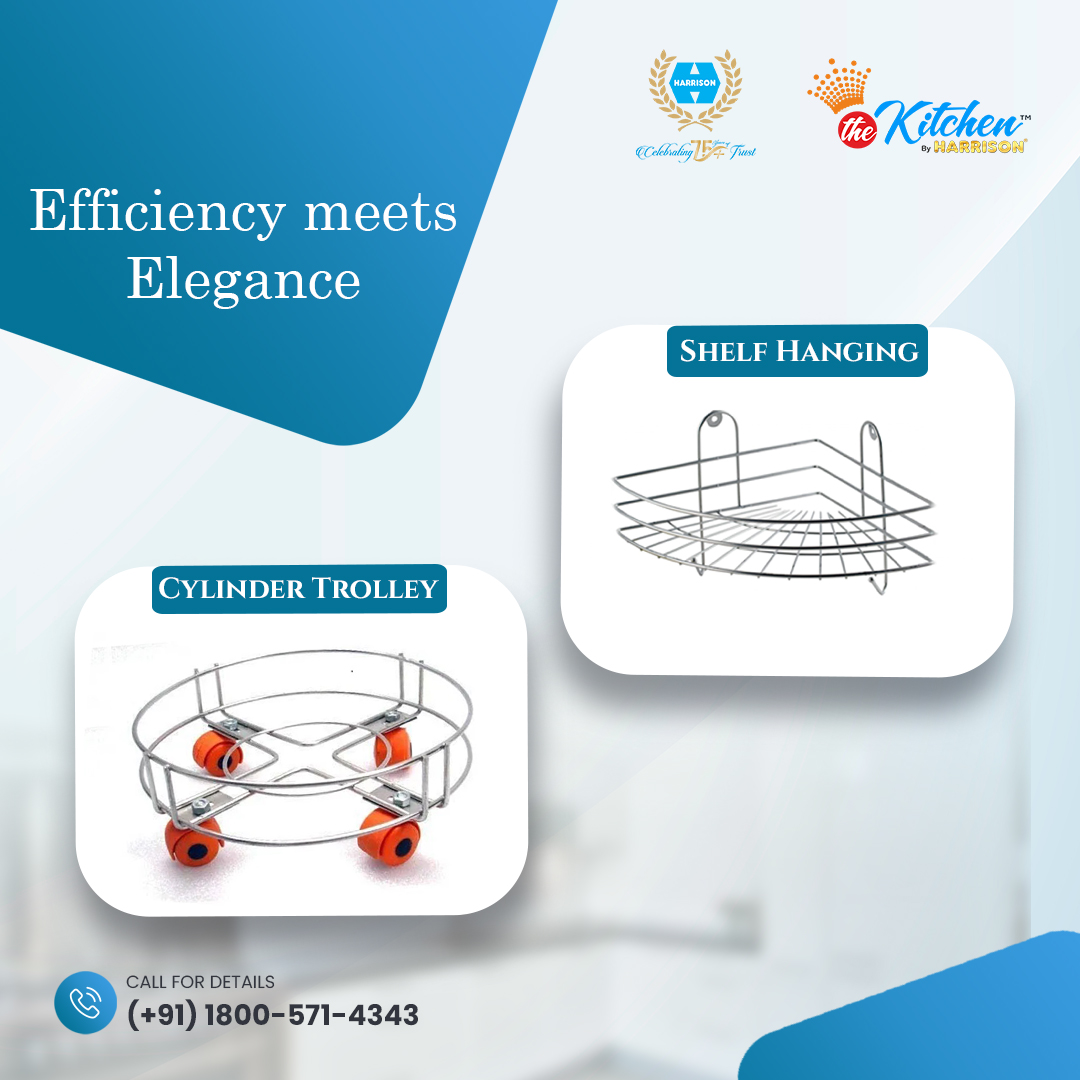 HARRISON
Celebrating 75+ Years of Trust
the Kitchen™
By HARRISON®
Efficiency meets
Elegance
SHELF HANGING
CYLINDER TROLLEY
CALL FOR DETAILS
(+91) 1800-571-4343